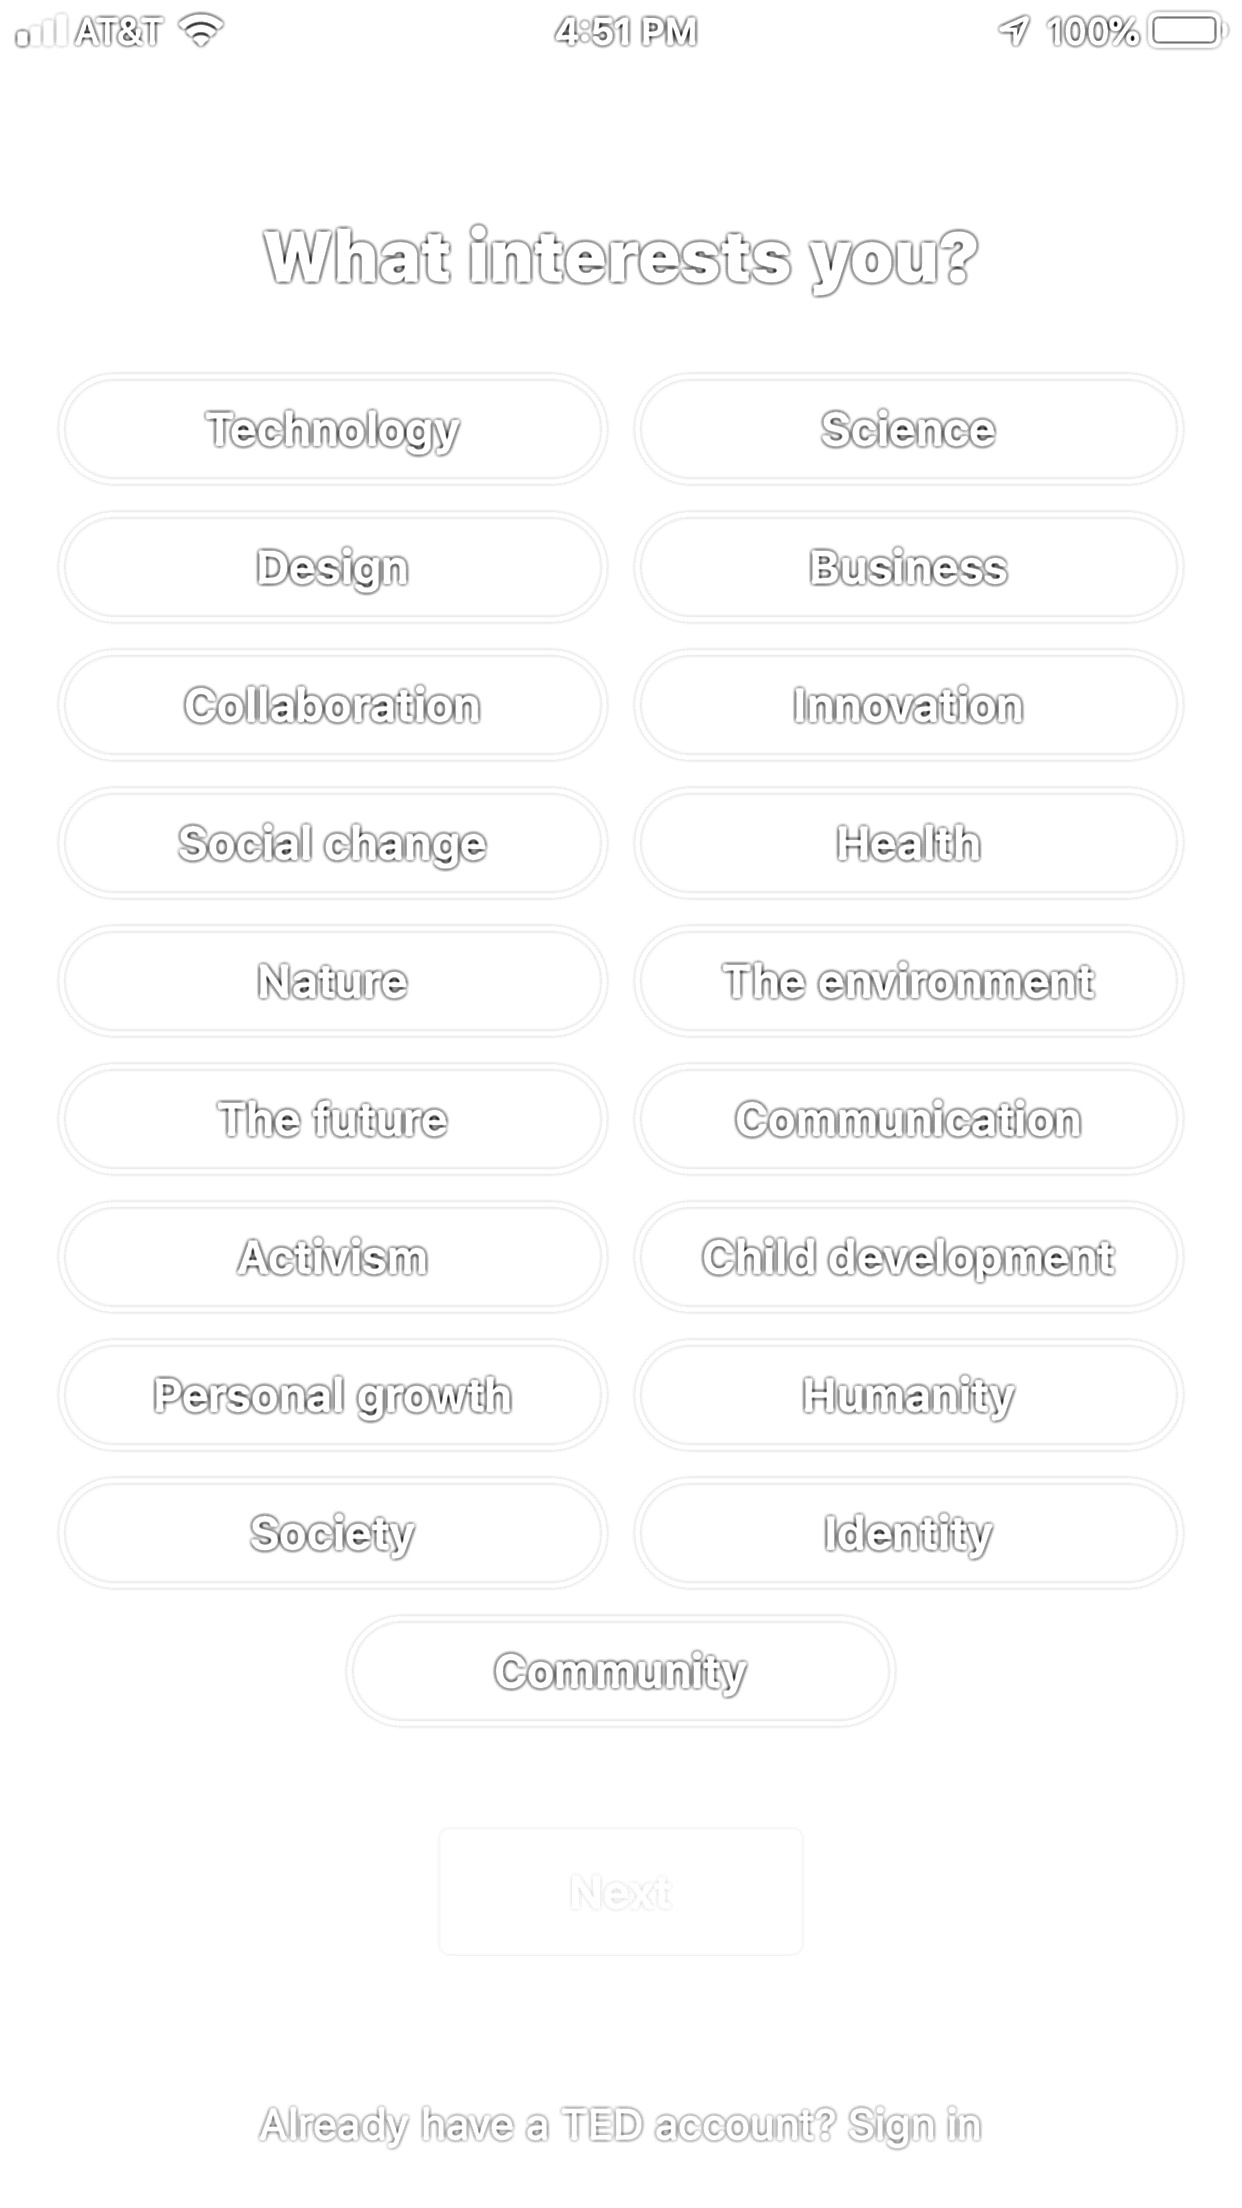 AT&T 4:51 PM 100%
What interests you?
Technology Science
Design Business
Collaboration Innovation
Social change Health
Nature The environment
The future Communication
Activism Child development
Personal growth Humanity
Society Identity
Community
Next
Already have a TED account? Sign in